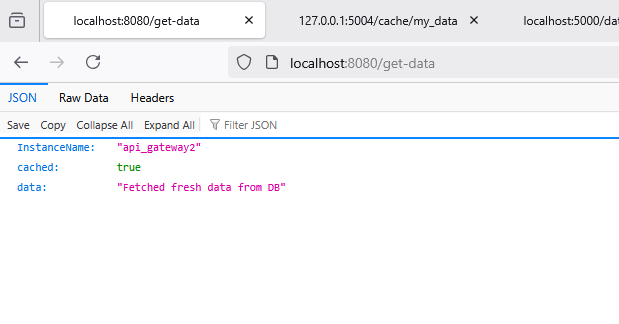 localhost:8080/get-data 127.0.0.1:5004/cache/my_data localhost:5000/dat
localhost:8080/get-data
JSON Raw Data Headers
Save Copy Collapse All Expand All Filter JSON
InstanceName: "api_gateway2"
cached: true
data: "Fetched fresh data from DB"